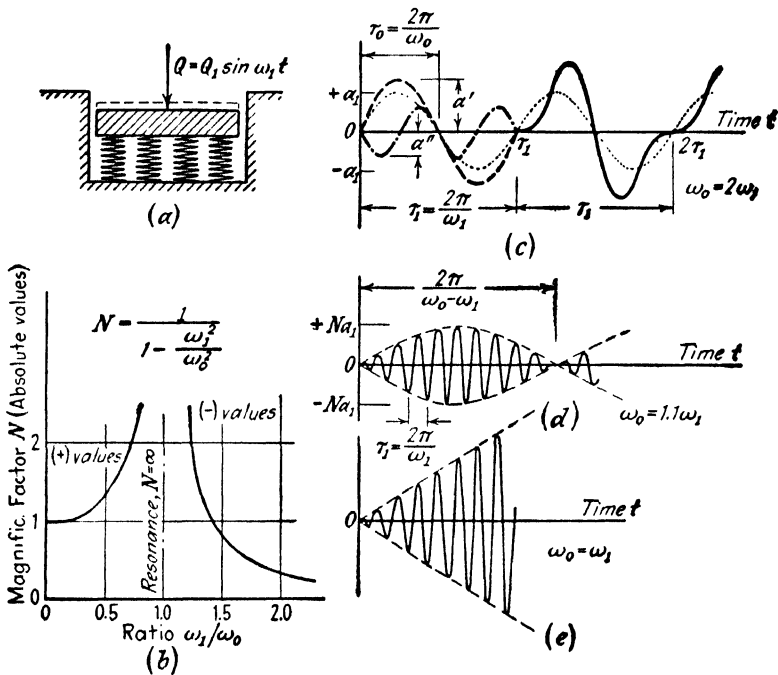 Q = Q₁ sin ω₁ t
(a)
τ₀ = 2π/ω₀
+a₁
0
-a₁
a'
a"
τ₁
2τ₁
Time t
τ₁ = 2π/ω₁
τ₁
ω₀ = 2ω₁
(c)
Magnific. Factor N (Absolute values)
N = 1/(1 - ω₁²/ω₀²)
(+) values
(-) values
Resonance, N=∞
2
1
0
0 0.5 1.0 1.5 2.0
Ratio ω₁/ω₀
(b)
2π/(ω₀-ω₁)
+Na₁
0
-Na₁
Time t
τ₁ = 2π/ω₁
(d)
ω₀ = 1.1ω₁
0
Time t
ω₀ = ω₁
(e)